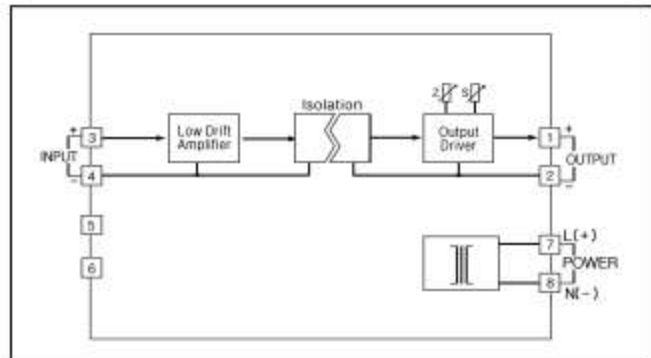 Isolation
Z S
+ 3
Low Drift
Amplifier
Output
Driver
1 +
INPUT
OUTPUT
- 4
2 -
5
6
7 L(+)
POWER
8 N(-)